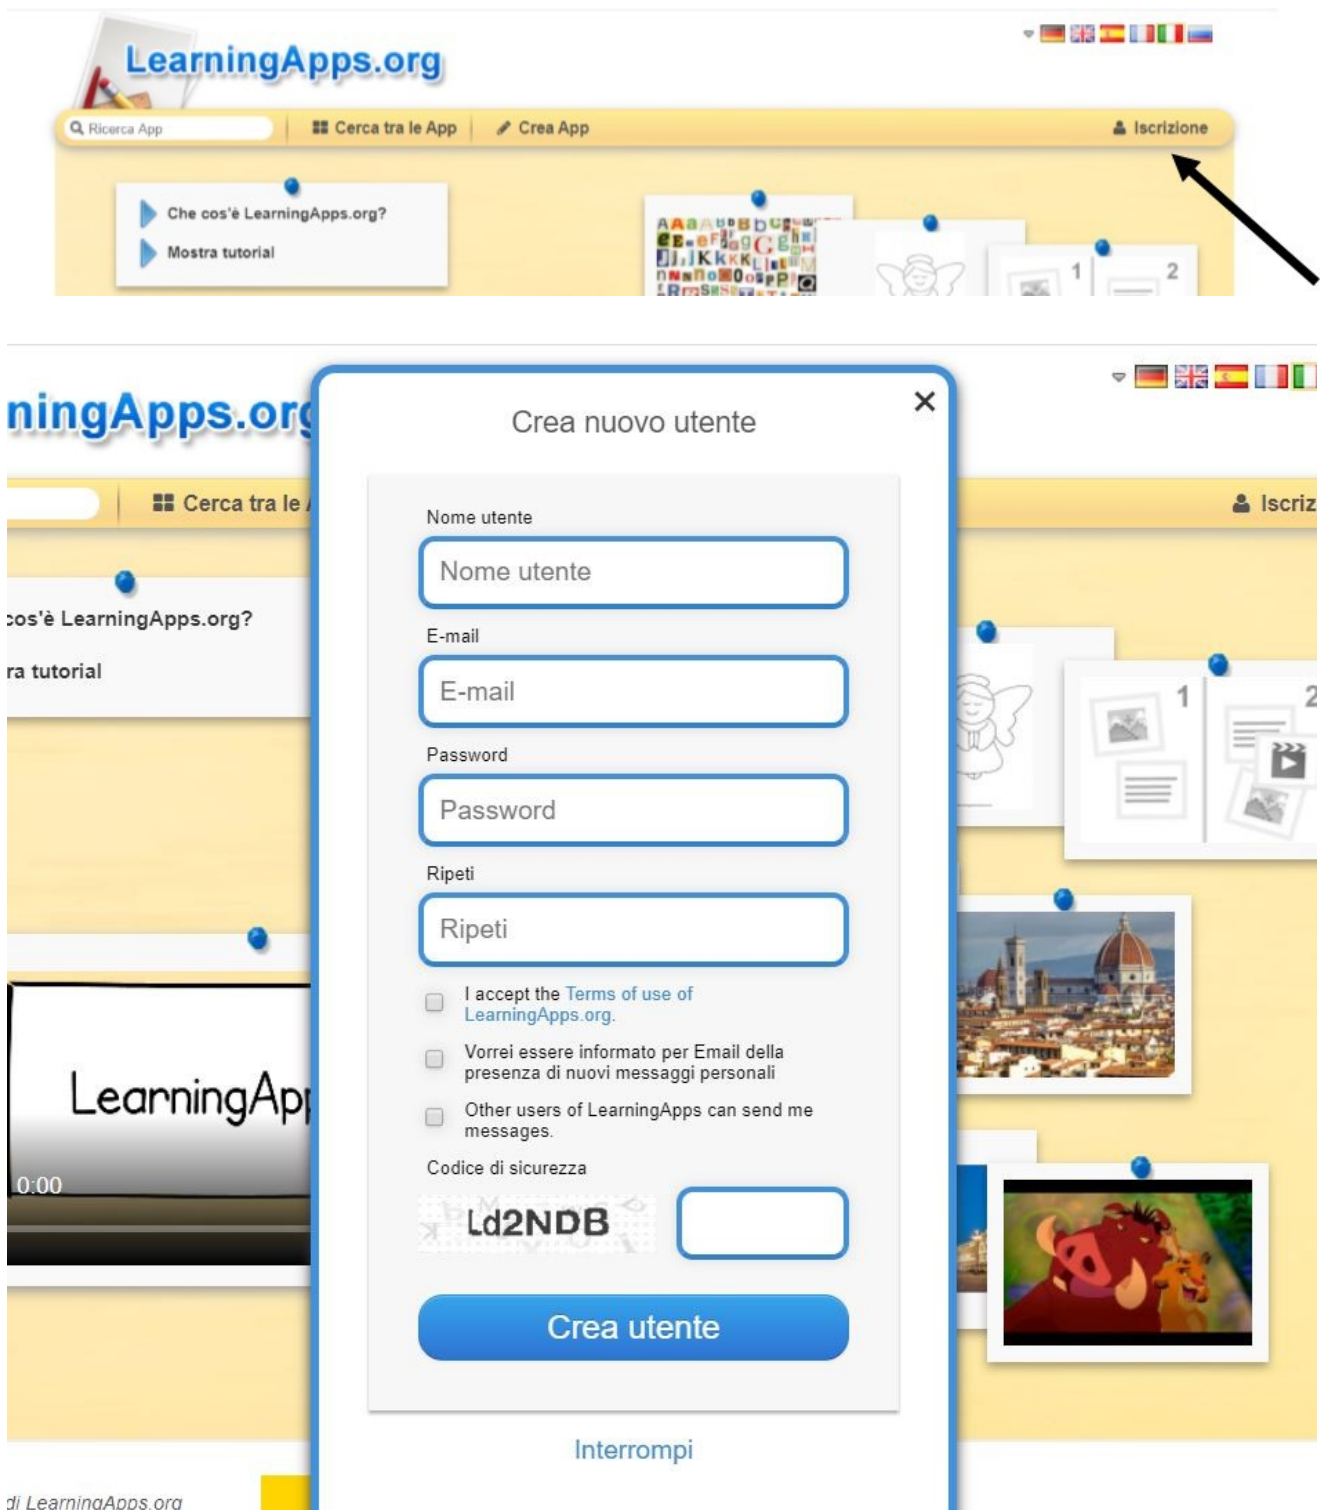 LearningApps.org
Ricerca App
Cerca tra le App
Crea App
Iscrizione
Che cos'è LearningApps.org?
Mostra tutorial
1
2
ningApps.org
Cerca tra le
Iscriz
cos'è LearningApps.org?
ra tutorial
Crea nuovo utente
Nome utente
Nome utente
E-mail
E-mail
Password
Password
Ripeti
Ripeti
I accept the Terms of use of
LearningApps.org.
Vorrei essere informato per Email della
presenza di nuovi messaggi personali
Other users of LearningApps can send me
messages.
Codice di sicurezza
Ld2NDB
Crea utente
Interrompi
1
2
LearningApp
0:00
di LearningApps.org